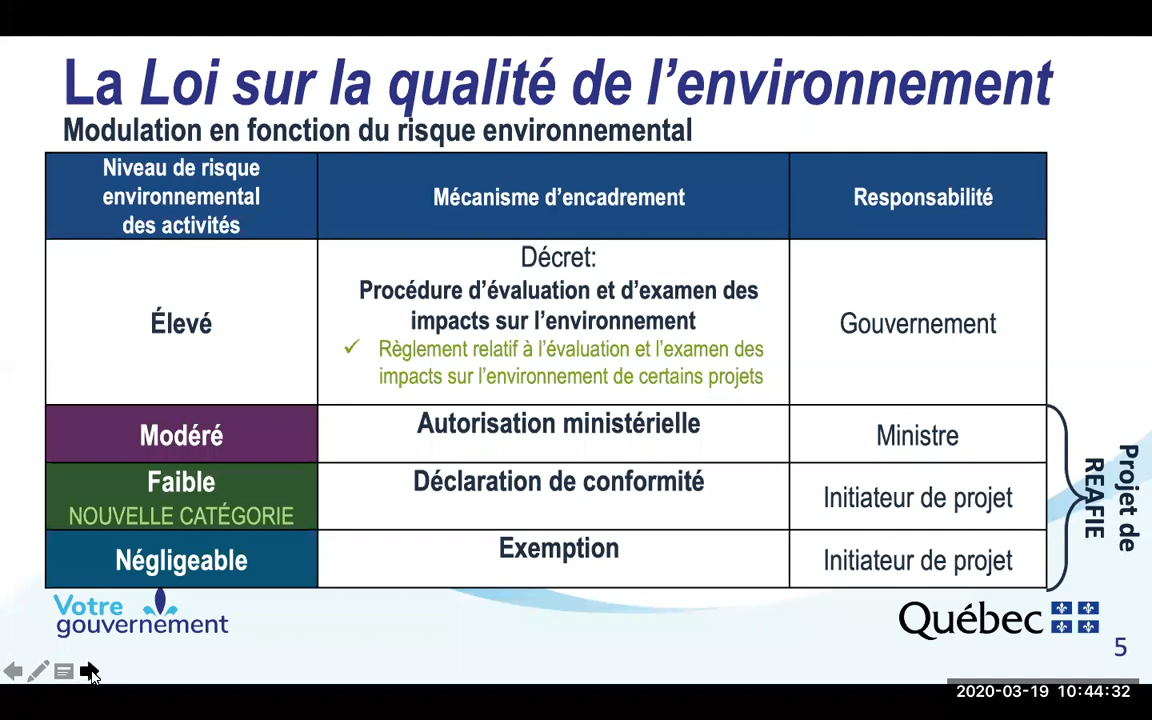 La Loi sur la qualité de l’environnement
Modulation en fonction du risque environnemental
Niveau de risque
environnemental
des activités
Mécanisme d’encadrement
Responsabilité
Élevé
Décret:
Procédure d’évaluation et d’examen des
impacts sur l’environnement
✓ Règlement relatif à l’évaluation et l’examen des
impacts sur l’environnement de certains projets
Gouvernement
Modéré
Autorisation ministérielle
Ministre
Faible
NOUVELLE CATÉGORIE
Déclaration de conformité
Initiateur de projet
Négligeable
Exemption
Initiateur de projet
Projet de
REAFIE
Votre
gouvernement
Québec
5
2020-03-19 10:44:32